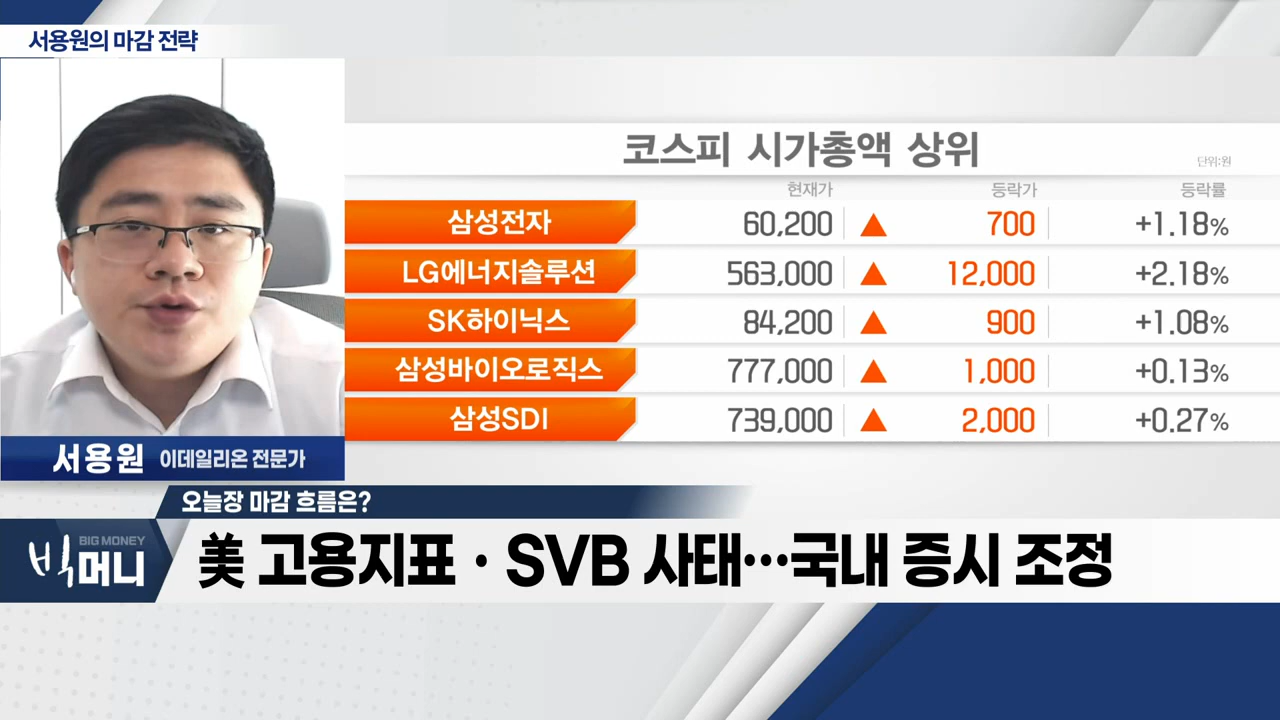 서용원의 마감 전략
코스피 시가총액 상위
단위:원
현재가 등락가 등락률
삼성전자 60,200 ▲ 700 +1.18%
LG에너지솔루션 563,000 ▲ 12,000 +2.18%
SK하이닉스 84,200 ▲ 900 +1.08%
삼성바이오로직스 777,000 ▲ 1,000 +0.13%
삼성SDI 739,000 ▲ 2,000 +0.27%
서용원 이데일리온 전문가
오늘장 마감 흐름은?
BIG MONEY
빅머니
美 고용지표·SVB 사태…국내 증시 조정